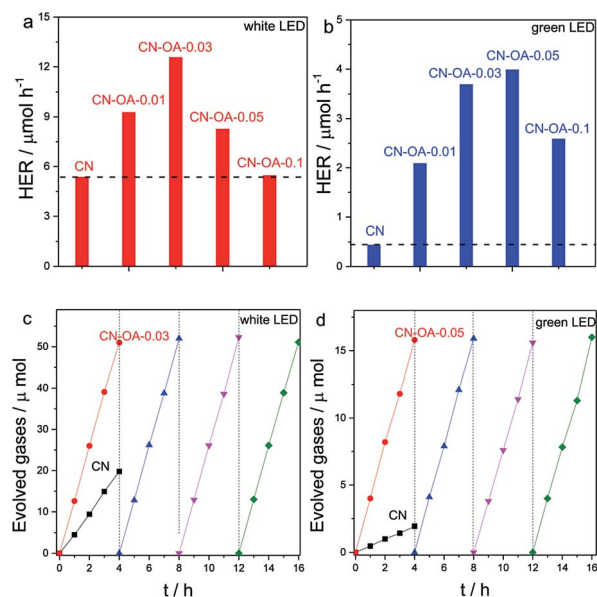 a
white LED
HER / μmol h⁻¹
15
12
9
6
3
0
CN
CN-OA-0.01
CN-OA-0.03
CN-OA-0.05
CN-OA-0.1
b
green LED
HER / μmol h⁻¹
5
4
3
2
1
0
CN
CN-OA-0.01
CN-OA-0.03
CN-OA-0.05
CN-OA-0.1
c
white LED
Evolved gases / μ mol
50
40
30
20
10
0
CN-OA-0.03
CN
0 2 4 6 8 10 12 14 16
t / h
d
green LED
Evolved gases / μ mol
15
10
5
0
CN-OA-0.05
CN
0 2 4 6 8 10 12 14 16
t / h